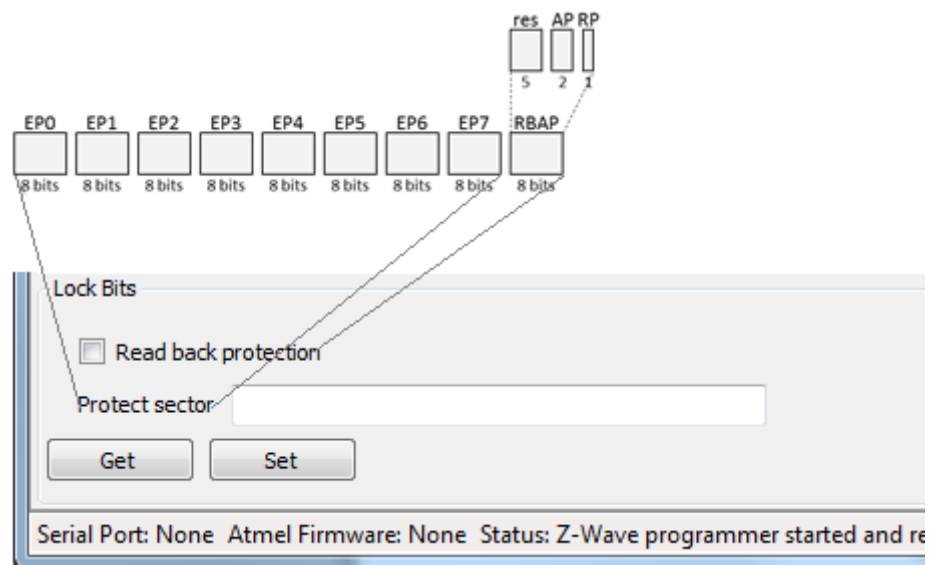 res AP RP
5 2 1
EP0 EP1 EP2 EP3 EP4 EP5 EP6 EP7 RBAP
8 bits 8 bits 8 bits 8 bits 8 bits 8 bits 8 bits 8 bits 8 bits
Lock Bits
Read back protection
Protect sector
Get Set
Serial Port: None Atmel Firmware: None Status: Z-Wave programmer started and re